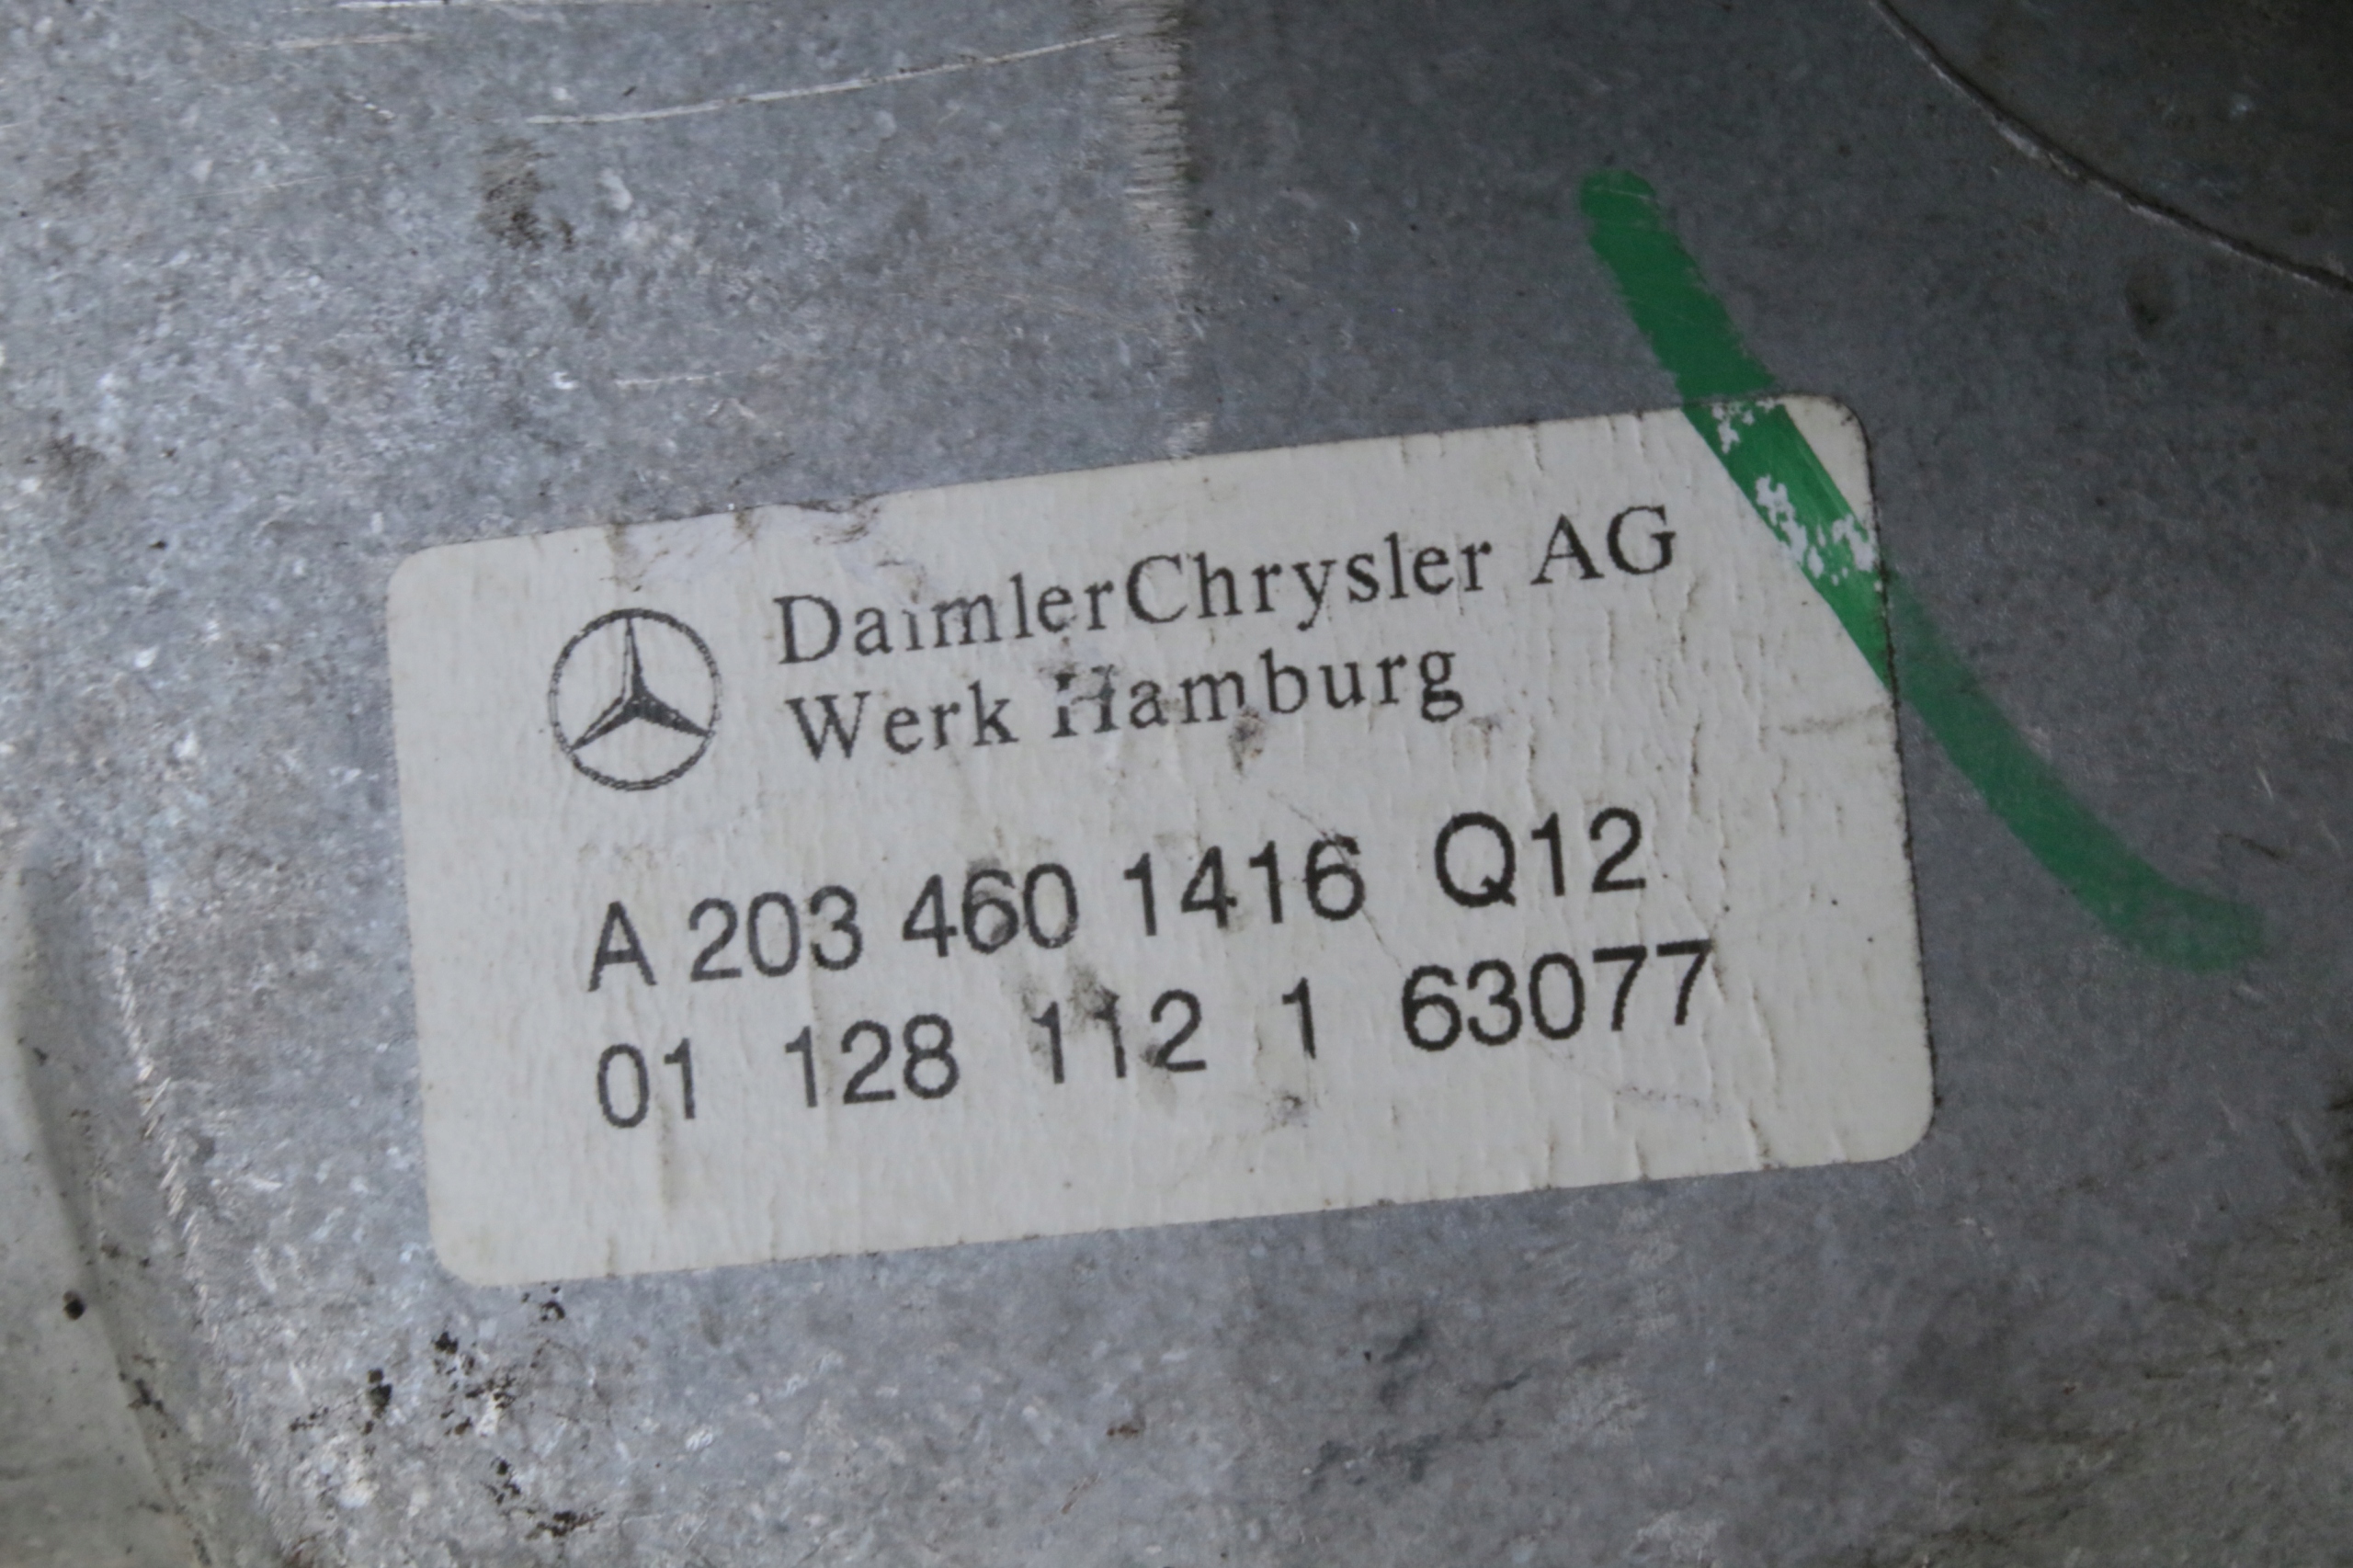 DaimlerChrysler AG
Werk Hamburg
A 203 460 1416 Q12
01 128 112 1 63077